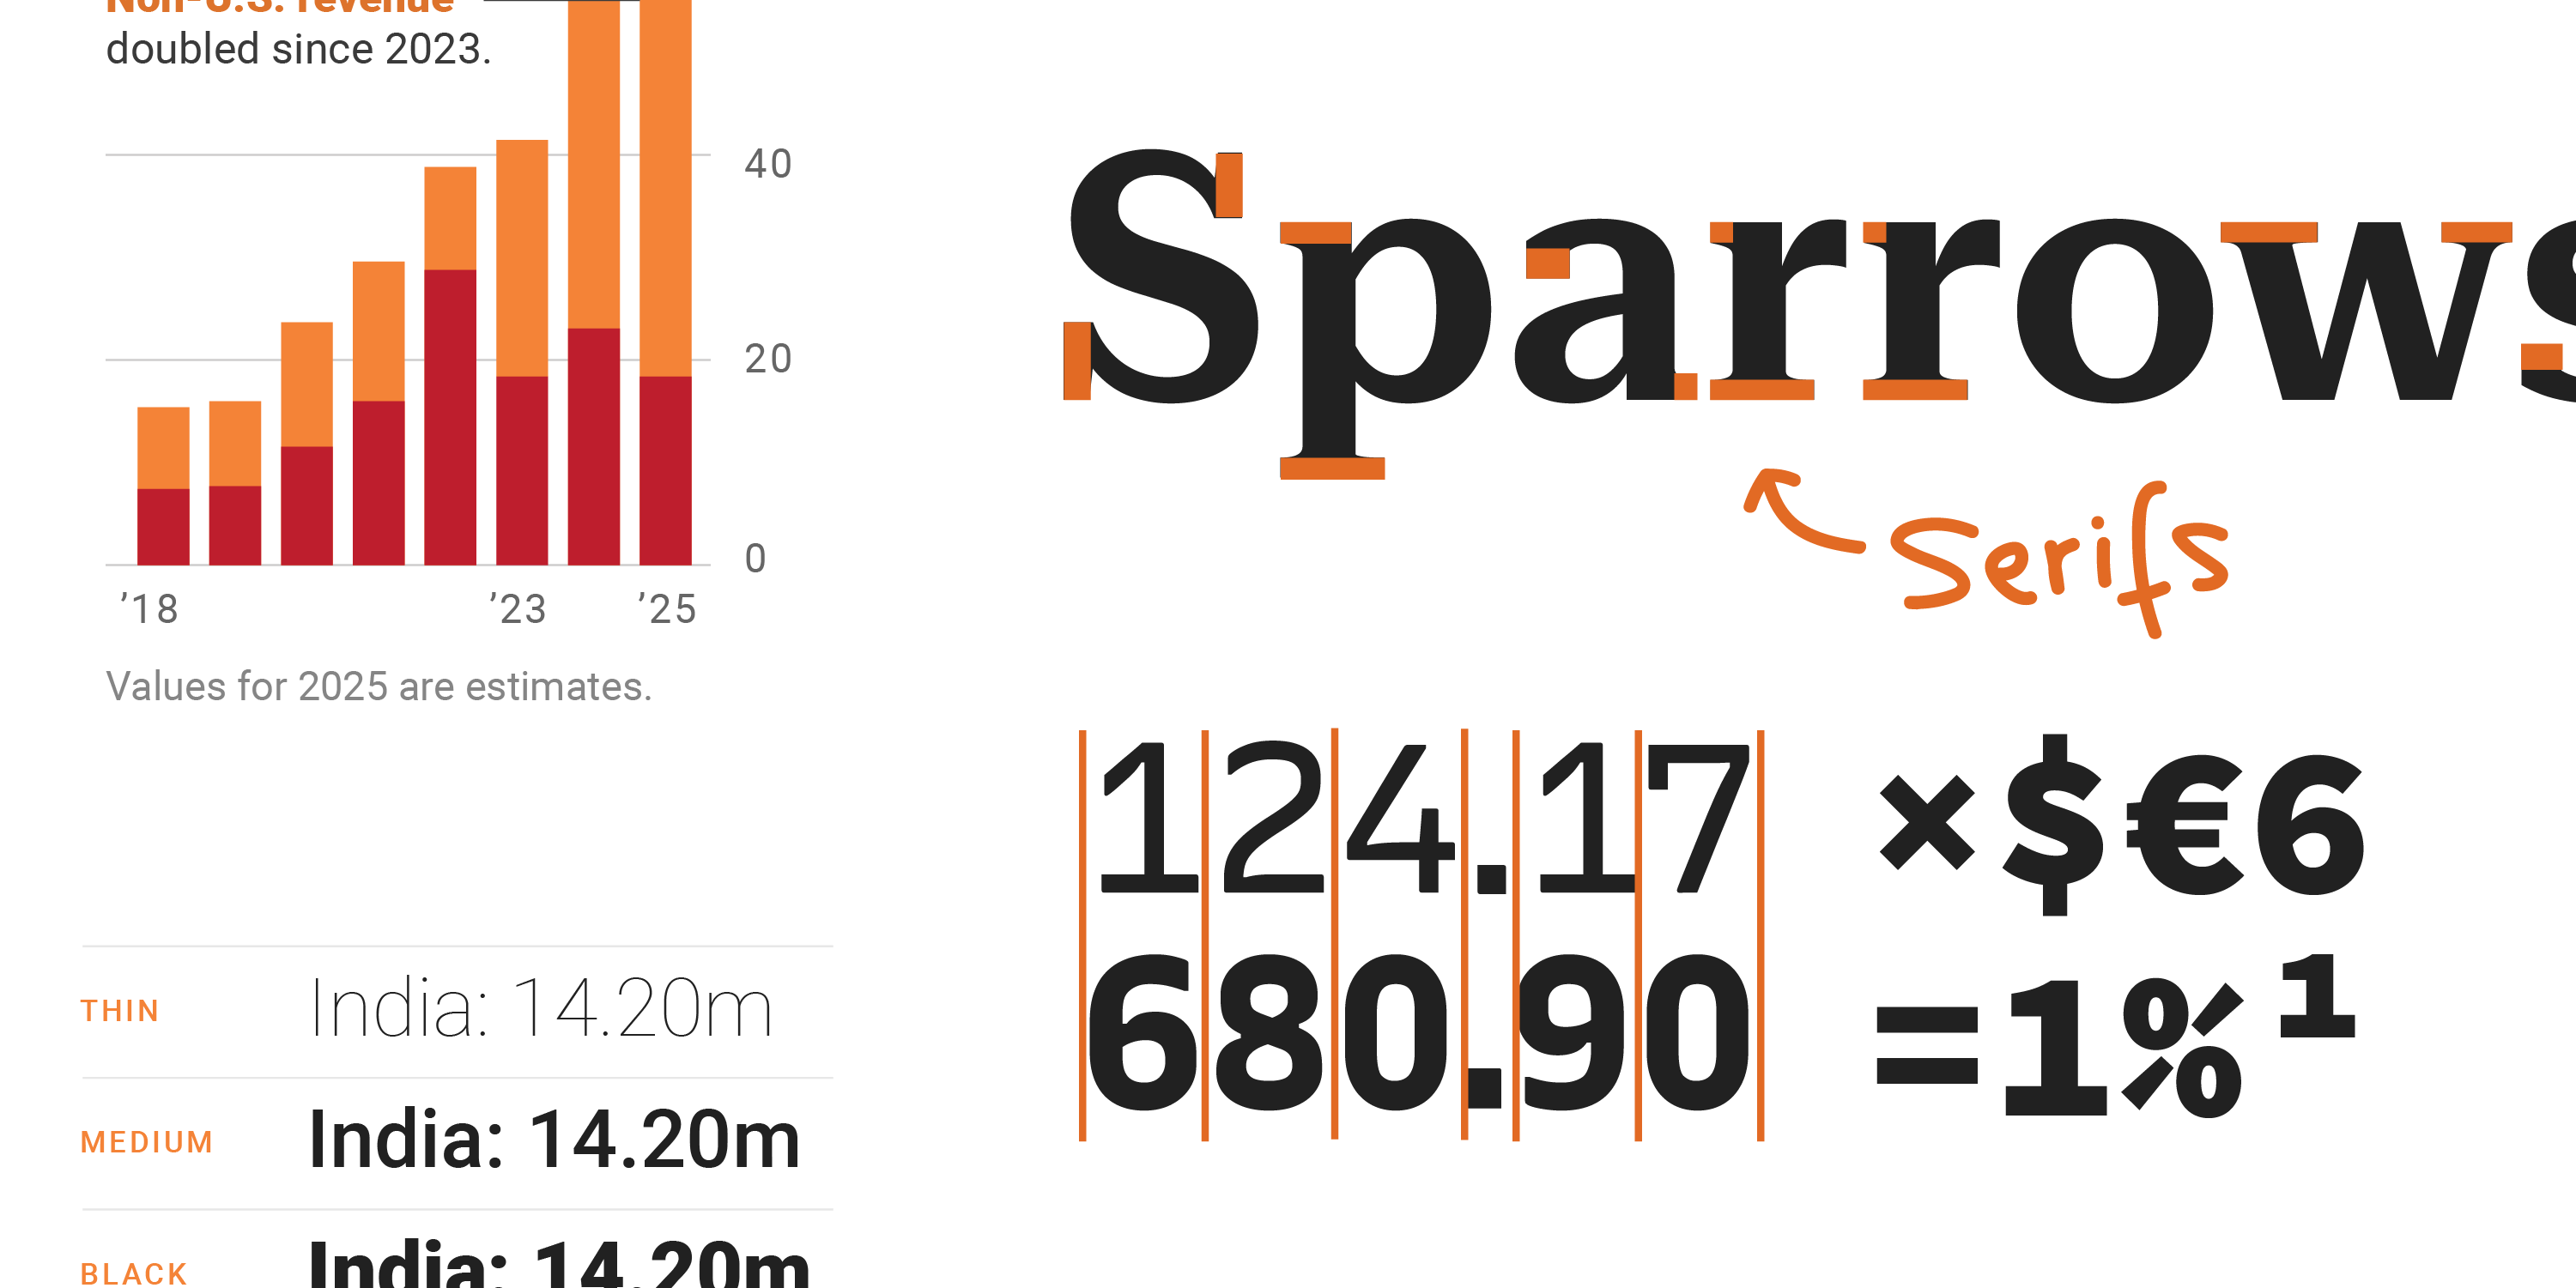 Non-U.S. revenue
doubled since 2023.
40
20
0
’18 ’23 ’25
Values for 2025 are estimates.
THIN India: 14.20m
MEDIUM India: 14.20m
BLACK India: 14.20m
Sparrows
Serifs
124.17
680.90
×$€6
=1%¹